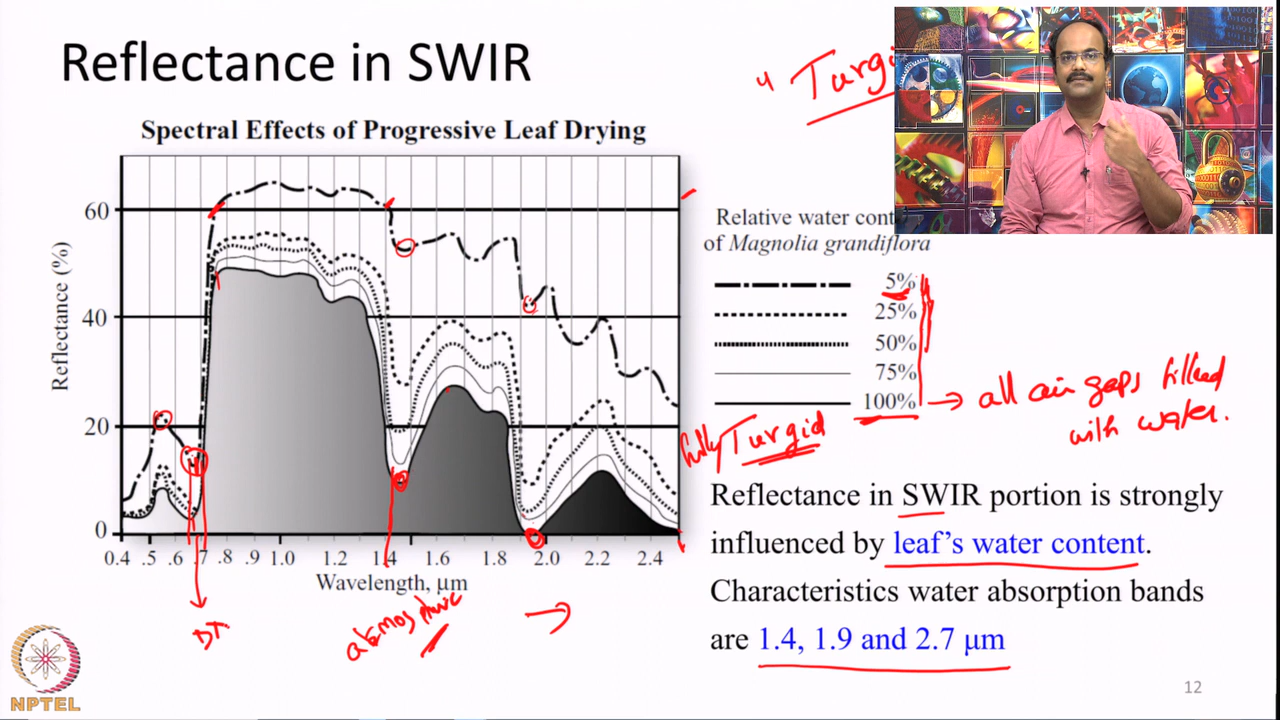 Reflectance in SWIR
" Turgi
Spectral Effects of Progressive Leaf Drying
60
40
20
0
Reflectance (%)
0.4 .5 .6 .7 .8 .9 1.0 1.2 1.4 1.6 2.0 2.2 2.4
Wavelength, μm
atmosphere
Relative water cont
of Magnolia grandiflora
5%
25%
50%
75%
100%
→ all air gaps filled
with water.
fully Turgid
Reflectance in SWIR portion is strongly
influenced by leaf's water content.
Characteristics water absorption bands
are 1.4, 1.9 and 2.7 μm
NPTEL
12